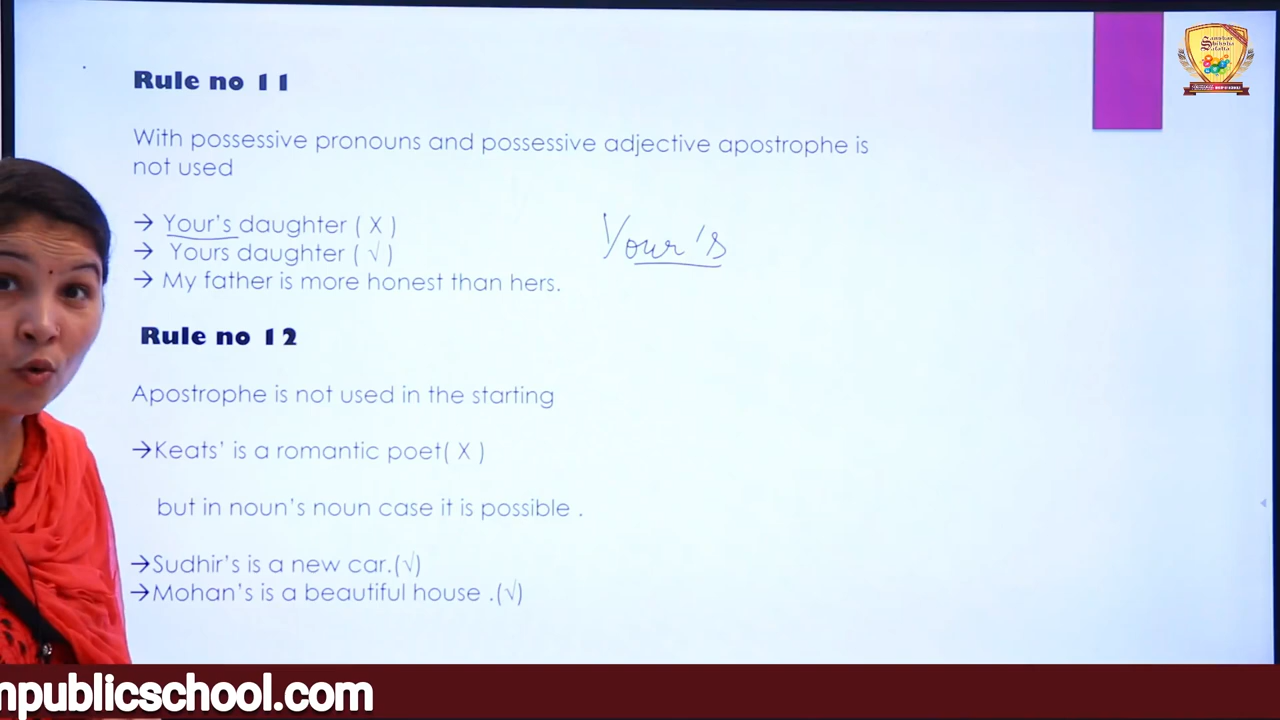 Rule no 11
With possessive pronouns and possessive adjective apostrophe is
not used
→ Your's daughter ( X )
→ Yours daughter ( √ )
→ My father is more honest than hers.
Your's
Rule no 12
Apostrophe is not used in the starting
→Keats' is a romantic poet( X )
but in noun's noun case it is possible .
→Sudhir's is a new car.(√)
→Mohan's is a beautiful house .(√)
Sanskar
Shiksha
Safalta
npublicschool.com